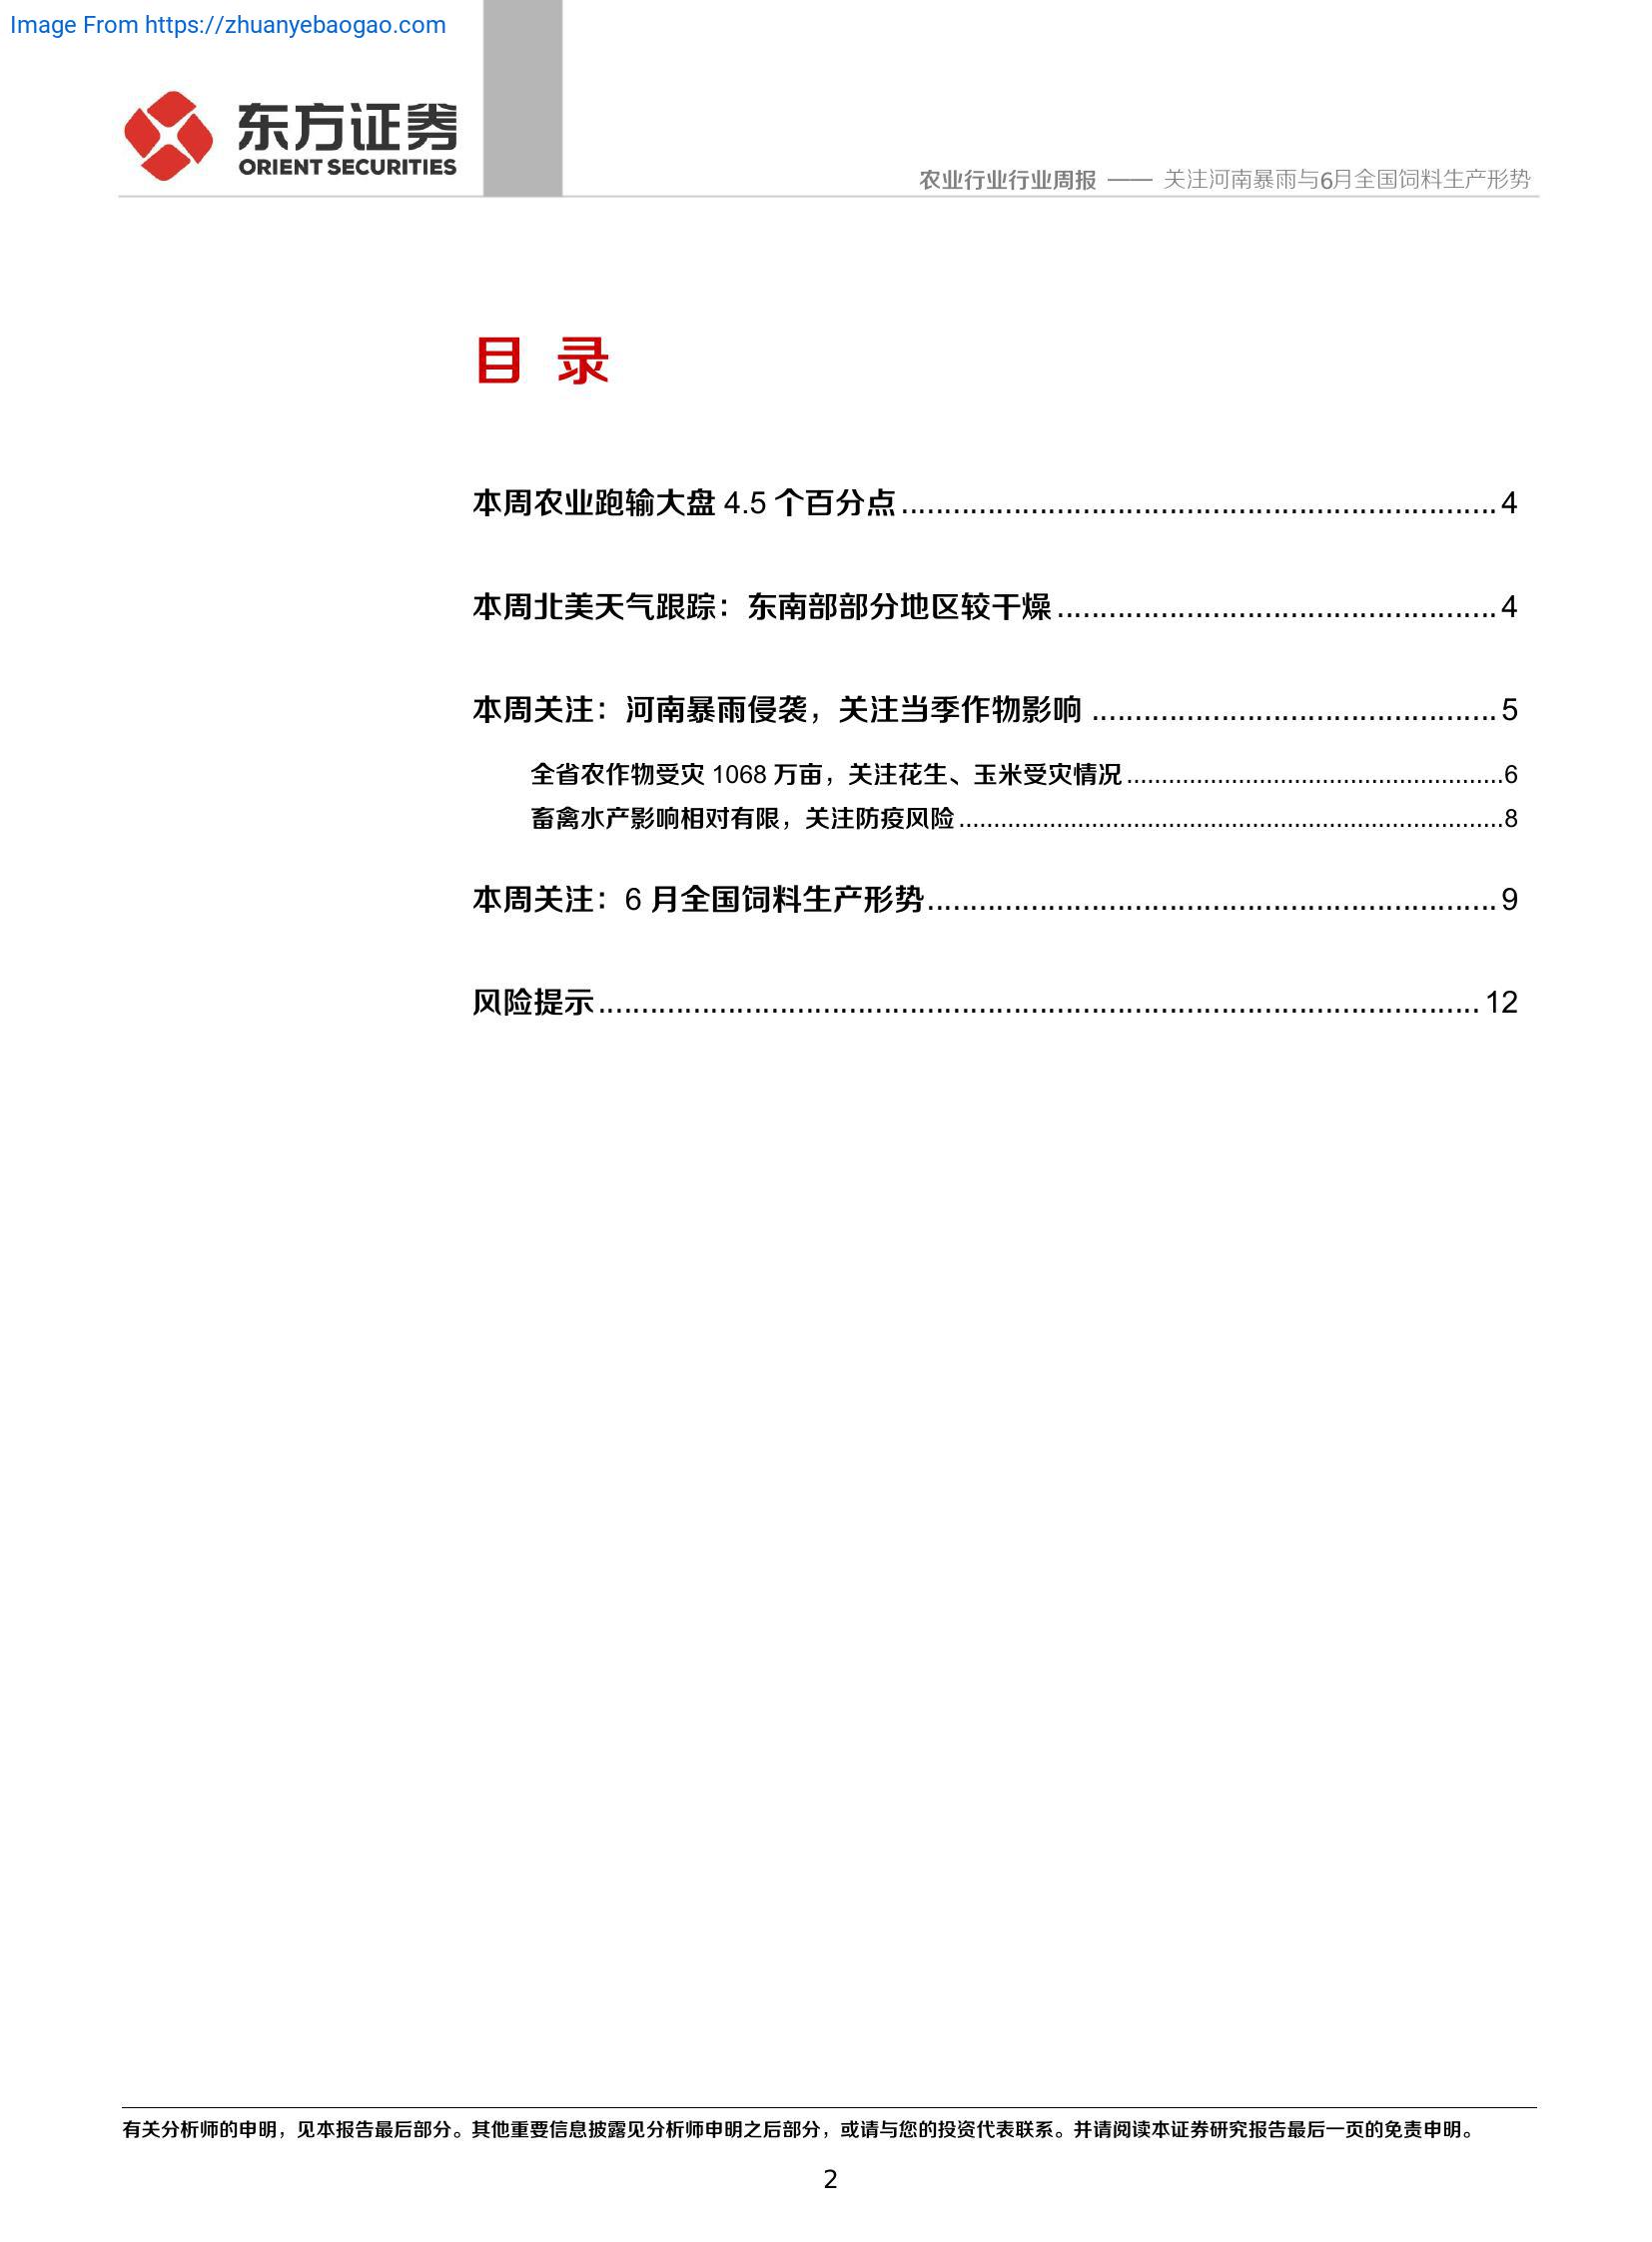 Image From https://zhuanyebaogao.com
东方证券
ORIENT SECURITIES
农业行业行业周报 —— 关注河南暴雨与6月全国饲料生产形势
目 录
本周农业跑输大盘 4.5 个百分点 ........ 4
本周北美天气跟踪：东南部部分地区较干燥 ........ 4
本周关注：河南暴雨侵袭，关注当季作物影响 ........ 5
全省农作物受灾 1068 万亩，关注花生、玉米受灾情况 ........ 6
畜禽水产影响相对有限，关注防疫风险 ........ 8
本周关注：6 月全国饲料生产形势 ........ 9
风险提示 ........ 12
有关分析师的申明，见本报告最后部分。其他重要信息披露见分析师申明之后部分，或请与您的投资代表联系。并请阅读本证券研究报告最后一页的免责申明。
2